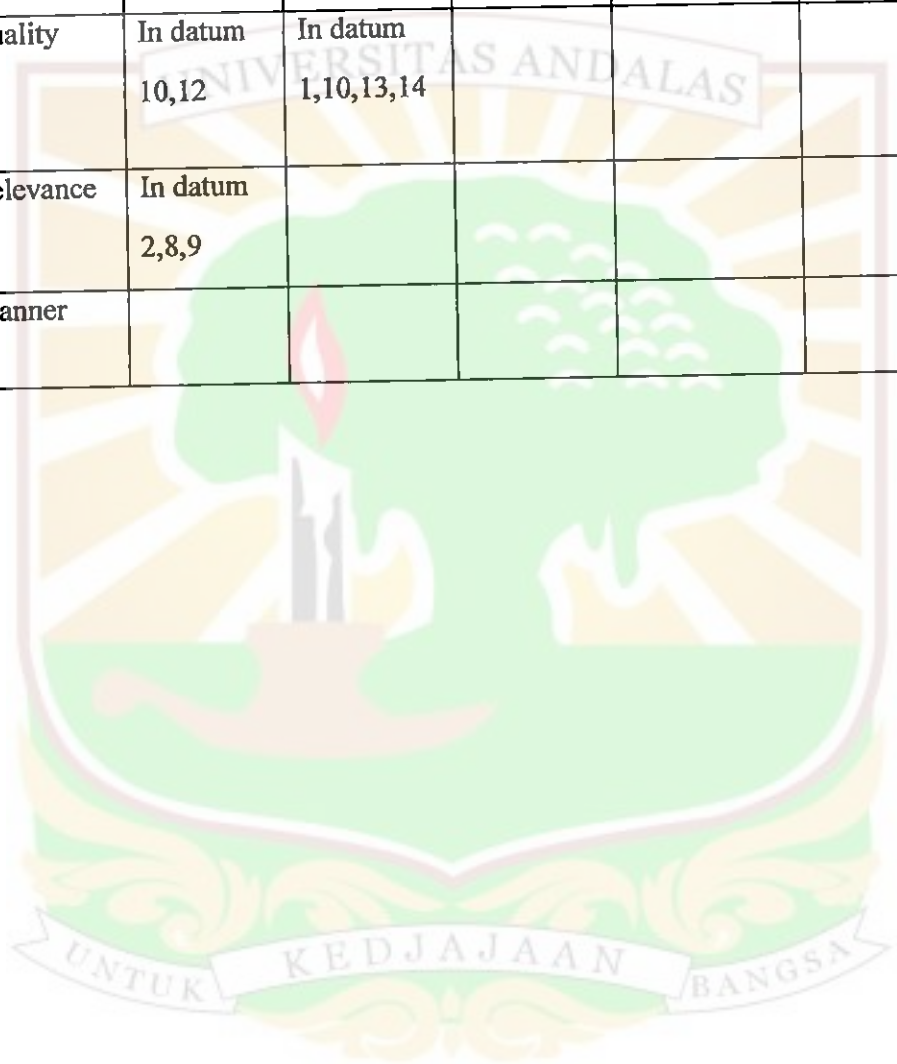 ality In datum In datum
10,12 1,10,13,14
elevance In datum
2,8,9
anner
UNIVERSITAS ANDALAS
UNTUK KEDJAJAAN BANGSA